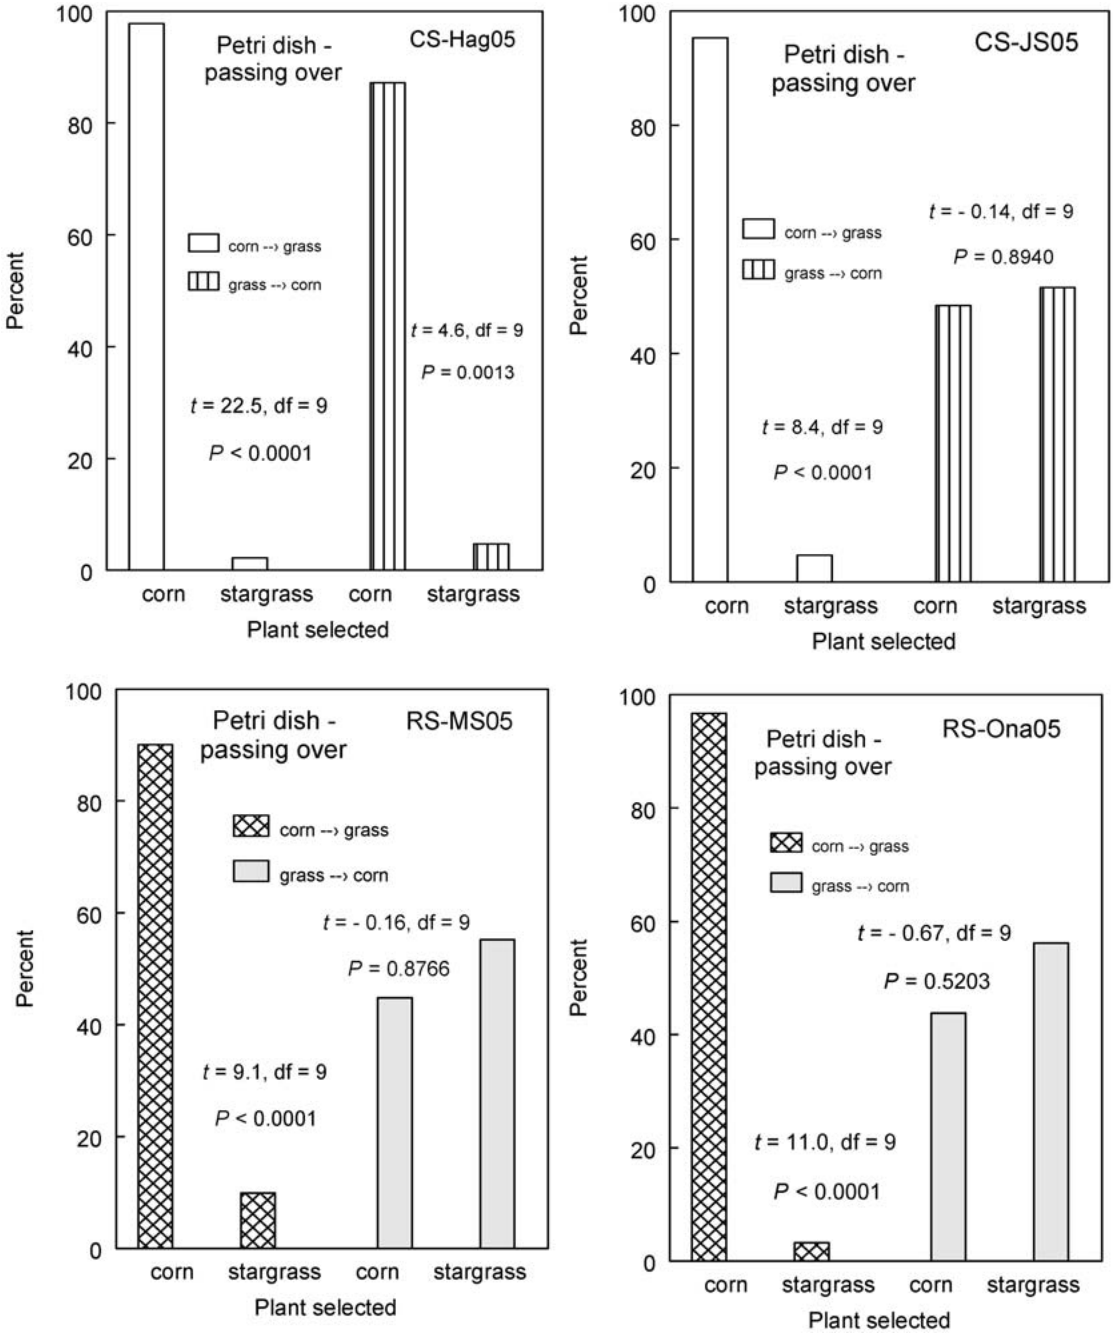 100
80
60
40
20
0
Percent
Petri dish -
passing over
CS-Hag05
corn --› grass
grass --› corn
t = 4.6, df = 9
P = 0.0013
t = 22.5, df = 9
P < 0.0001
corn stargrass corn stargrass
Plant selected
100
80
60
40
20
0
Percent
Petri dish -
passing over
CS-JS05
corn --› grass
grass --› corn
t = - 0.14, df = 9
P = 0.8940
t = 8.4, df = 9
P < 0.0001
corn stargrass corn stargrass
Plant selected
100
80
60
40
20
0
Percent
Petri dish -
passing over
RS-MS05
corn --› grass
grass --› corn
t = - 0.16, df = 9
P = 0.8766
t = 9.1, df = 9
P < 0.0001
corn stargrass corn stargrass
Plant selected
100
80
60
40
20
0
Percent
Petri dish -
passing over
RS-Ona05
corn --› grass
grass --› corn
t = - 0.67, df = 9
P = 0.5203
t = 11.0, df = 9
P < 0.0001
corn stargrass corn stargrass
Plant selected